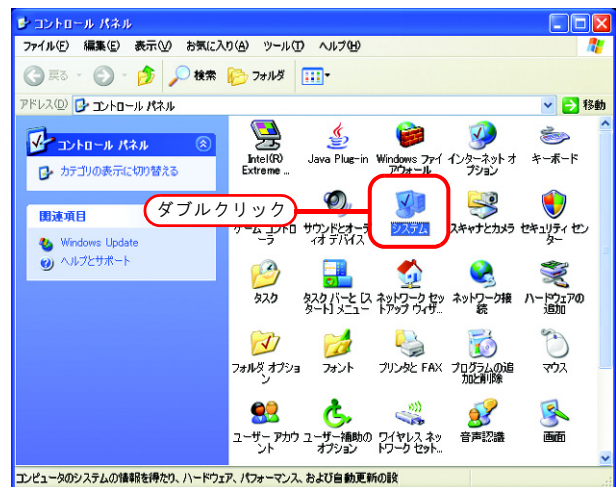 コントロール パネル
ファイル(F) 編集(E) 表示(V) お気に入り(A) ツール(T) ヘルプ(H)
戻る 検索 フォルダ
アドレス(D) コントロール パネル 移動
コントロール パネル
カテゴリの表示に切り替える
関連項目
Windows Update
ヘルプとサポート
ダブルクリック
Intel(R)
Extreme ...
Java Plug-in
Windows ファイ
アウォール
インターネット オ
プション
キーボード
ゲーム コントロ
ーラ
サウンドとオーデ
ィオ デバイス
システム
スキャナとカメラ
セキュリティ セン
ター
タスク
タスク バーと [ス
タート] メニュー
ネットワーク セッ
トアップ ウィザ...
ネットワーク接
続
ハードウェアの
追加
フォルダ オプショ
ン
フォント
プリンタと FAX
プログラムの追
加と削除
マウス
ユーザー アカウ
ント
ユーザー補助の
オプション
ワイヤレス ネッ
トワーク セット...
音声認識
画面
コンピュータのシステムの情報を得たり、ハードウェア、パフォーマンス、および自動更新の設